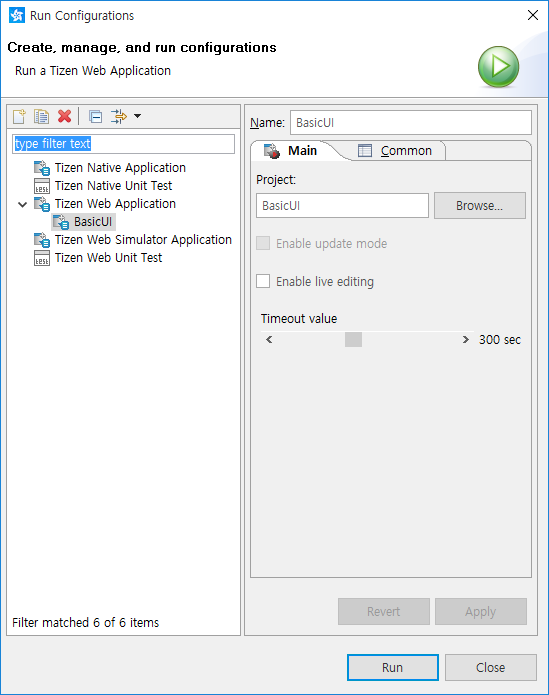 Run Configurations
Create, manage, and run configurations
Run a Tizen Web Application
type filter text
Tizen Native Application
Tizen Native Unit Test
Tizen Web Application
BasicUI
Tizen Web Simulator Application
Tizen Web Unit Test
Filter matched 6 of 6 items
Name: BasicUI
Main Common
Project:
BasicUI Browse...
Enable update mode
Enable live editing
Timeout value
300 sec
Revert Apply
Run Close